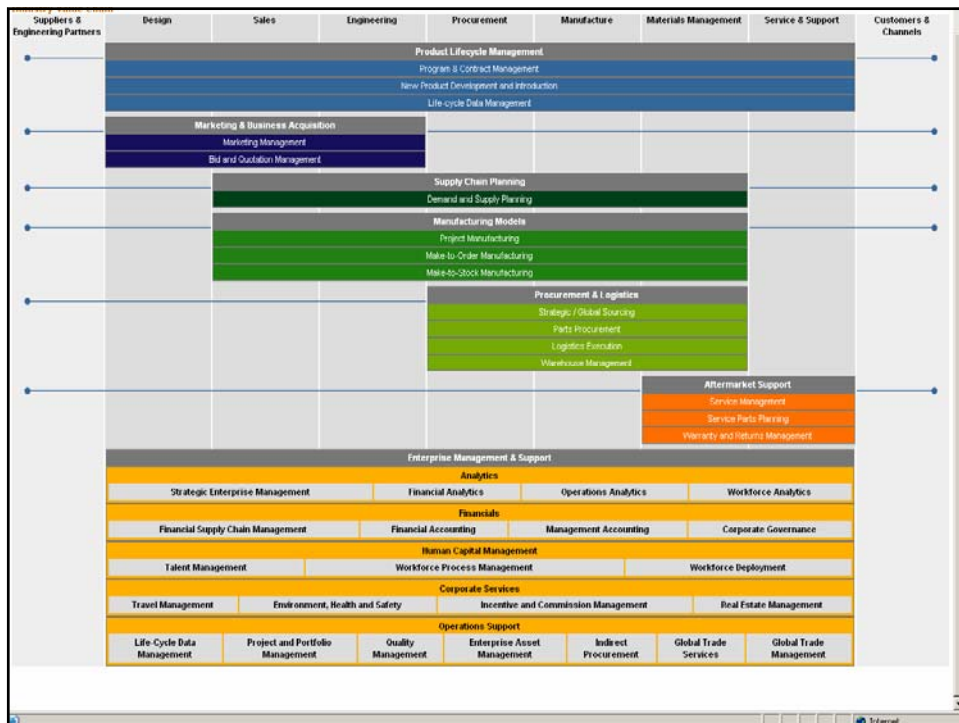 Suppliers & Engineering Partners
Design
Sales
Engineering
Procurement
Manufacture
Materials Management
Service & Support
Customers & Channels
Product Lifecycle Management
Program & Contract Management
New Product Development and Introduction
Life-cycle Data Management
Marketing & Business Acquisition
Marketing Management
Bid and Quotation Management
Supply Chain Planning
Demand and Supply Planning
Manufacturing Models
Project Manufacturing
Make-to-Order Manufacturing
Make-to-Stock Manufacturing
Procurement & Logistics
Strategic / Global Sourcing
Parts Procurement
Logistics Execution
Warehouse Management
Aftermarket Support
Service Management
Service Parts Planning
Warranty and Returns Management
Enterprise Management & Support
Analytics
Strategic Enterprise Management
Financial Analytics
Operations Analytics
Workforce Analytics
Financials
Financial Supply Chain Management
Financial Accounting
Management Accounting
Corporate Governance
Human Capital Management
Talent Management
Workforce Process Management
Workforce Deployment
Corporate Services
Travel Management
Environment, Health and Safety
Incentive and Commission Management
Real Estate Management
Operations Support
Life-Cycle Data Management
Project and Portfolio Management
Quality Management
Enterprise Asset Management
Indirect Procurement
Global Trade Services
Global Trade Management
Internet